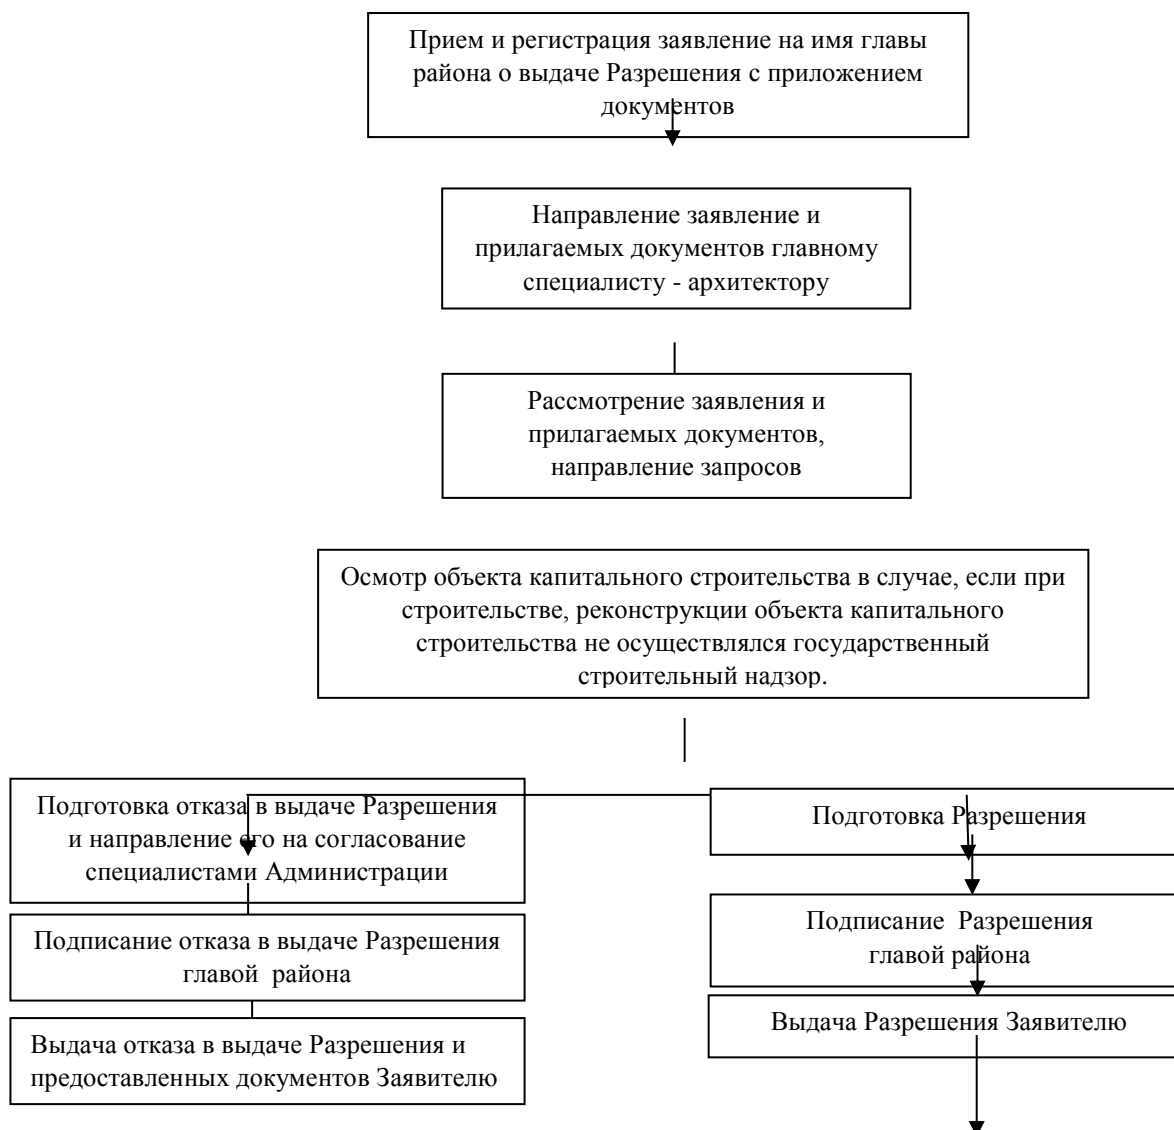 Прием и регистрация заявление на имя главы
района о выдаче Разрешения с приложением
документов
Направление заявление и
прилагаемых документов главному
специалисту - архитектору
Рассмотрение заявления и
прилагаемых документов,
направление запросов
Осмотр объекта капитального строительства в случае, если при
строительстве, реконструкции объекта капитального
строительства не осуществлялся государственный
строительный надзор.
Подготовка отказа в выдаче Разрешения
и направление его на согласование
специалистами Администрации
Подписание отказа в выдаче Разрешения
главой района
Выдача отказа в выдаче Разрешения и
предоставленных документов Заявителю
Подготовка Разрешения
Подписание Разрешения
главой района
Выдача Разрешения Заявителю